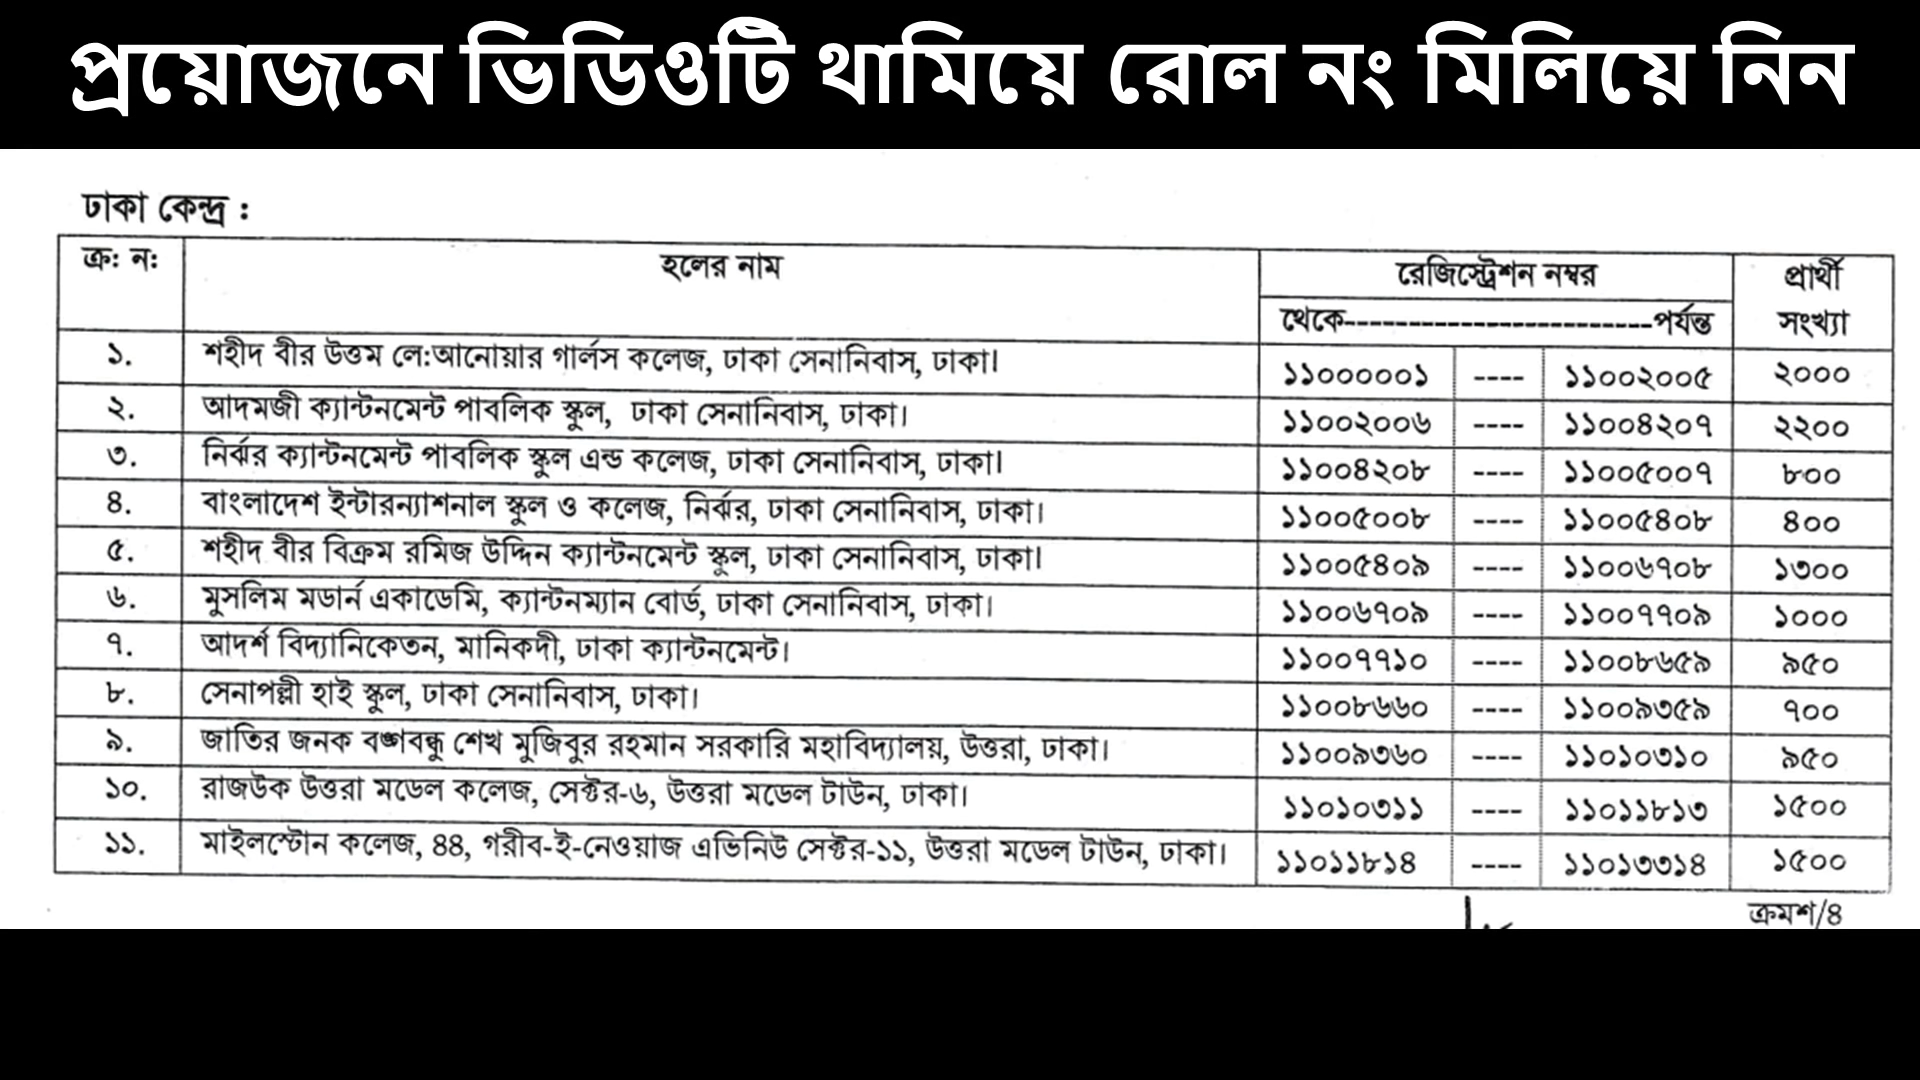 প্রয়োজনে ভিডিওটি থামিয়ে রোল নং মিলিয়ে নিন
ঢাকা কেন্দ্র :
ক্র: ন: হলের নাম রেজিস্ট্রেশন নম্বর প্রার্থী সংখ্যা
থেকে------------------------পর্যন্ত
১. শহীদ বীর উত্তম লে:আনোয়ার গার্লস কলেজ, ঢাকা সেনানিবাস, ঢাকা। ১১০০০০০১ ---- ১১০০২০০৫ ২০০০
২. আদমজী ক্যান্টনমেন্ট পাবলিক স্কুল, ঢাকা সেনানিবাস, ঢাকা। ১১০০২০০৬ ---- ১১০০৪২০৭ ২২০০
৩. নির্ঝর ক্যান্টনমেন্ট পাবলিক স্কুল এন্ড কলেজ, ঢাকা সেনানিবাস, ঢাকা। ১১০০৪২০৮ ---- ১১০০৫০০৭ ৮০০
৪. বাংলাদেশ ইন্টারন্যাশনাল স্কুল ও কলেজ, নির্ঝর, ঢাকা সেনানিবাস, ঢাকা। ১১০০৫০০৮ ---- ১১০০৫৪০৮ ৪০০
৫. শহীদ বীর বিক্রম রমিজ উদ্দিন ক্যান্টনমেন্ট স্কুল, ঢাকা সেনানিবাস, ঢাকা। ১১০০৫৪০৯ ---- ১১০০৬৭০৮ ১৩০০
৬. মুসলিম মডার্ন একাডেমি, ক্যান্টনম্যান বোর্ড, ঢাকা সেনানিবাস, ঢাকা। ১১০০৬৭০৯ ---- ১১০০৭৭০৯ ১০০০
৭. আদর্শ বিদ্যানিকেতন, মানিকদী, ঢাকা ক্যান্টনমেন্ট। ১১০০৭৭১০ ---- ১১০০৮৬৫৯ ৯৫০
৮. সেনাপল্লী হাই স্কুল, ঢাকা সেনানিবাস, ঢাকা। ১১০০৮৬৬০ ---- ১১০০৯৩৫৯ ৭০০
৯. জাতির জনক বঙ্গবন্ধু শেখ মুজিবুর রহমান সরকারি মহাবিদ্যালয়, উত্তরা, ঢাকা। ১১০০৯৩৬০ ---- ১১০১০৩১০ ৯৫০
১০. রাজউক উত্তরা মডেল কলেজ, সেক্টর-৬, উত্তরা মডেল টাউন, ঢাকা। ১১০১০৩১১ ---- ১১০১১৮১৩ ১৫০০
১১. মাইলস্টোন কলেজ, ৪৪, গরীব-ই-নেওয়াজ এভিনিউ সেক্টর-১১, উত্তরা মডেল টাউন, ঢাকা। ১১০১১৮১৪ ---- ১১০১৩৩১৪ ১৫০০
ক্রমশ/৪